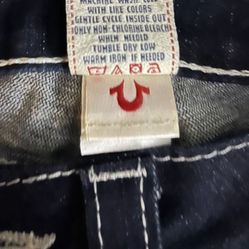 MACHINE WASH COLD
WITH LIKE COLORS
GENTLE CYCLE INSIDE OUT
ONLY NON-CHLORINE BLEACH
WHEN NEEDED
TUMBLE DRY LOW
WARM IRON IF NEEDED